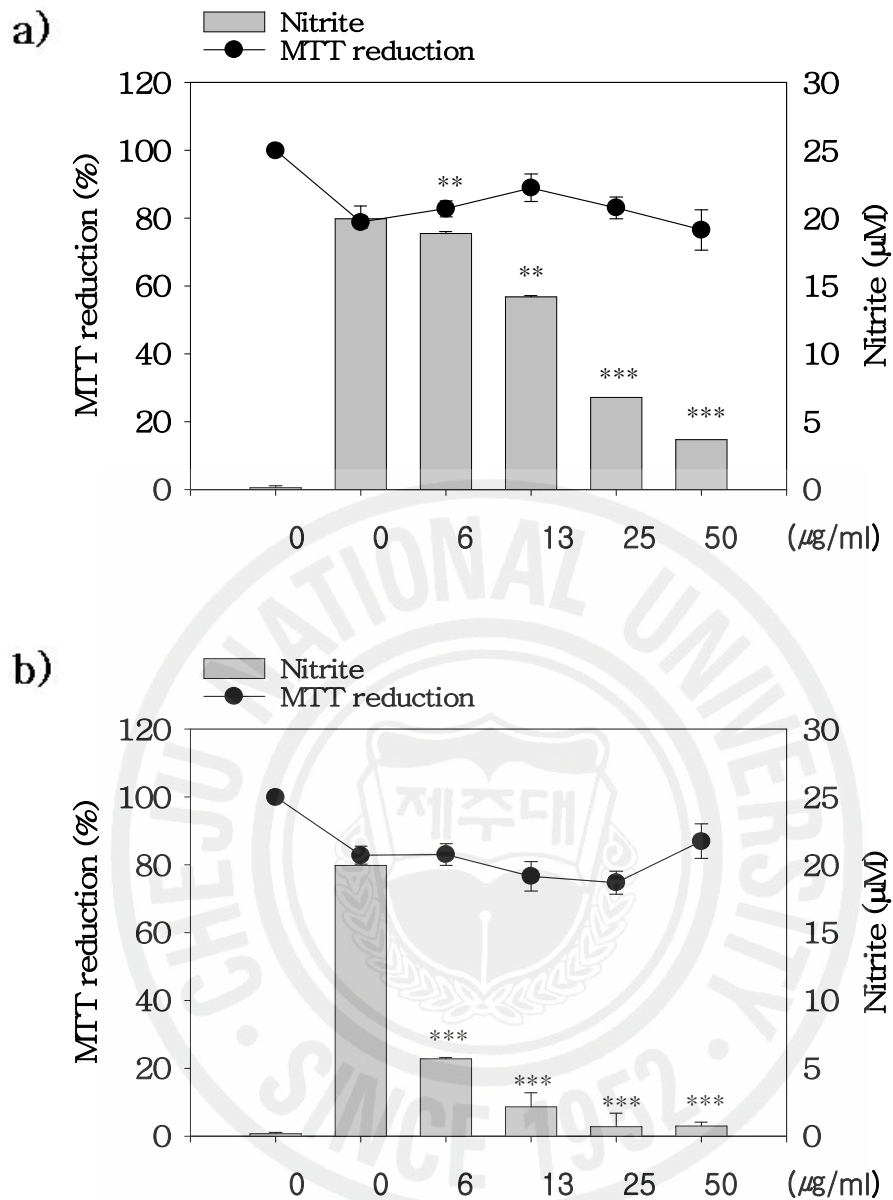 a)
Nitrite
MTT reduction
120
100
80
60
40
20
0
MTT reduction (%)
30
25
20
15
10
5
0
Nitrite (μM)
**
**
***
***
0 0 6 13 25 50 (μg/ml)
b)
Nitrite
MTT reduction
120
100
80
60
40
20
0
MTT reduction (%)
30
25
20
15
10
5
0
Nitrite (μM)
***
***
***
***
0 0 6 13 25 50 (μg/ml)
CHEJU NATIONAL UNIVERSITY
제주대
SINCE 1952